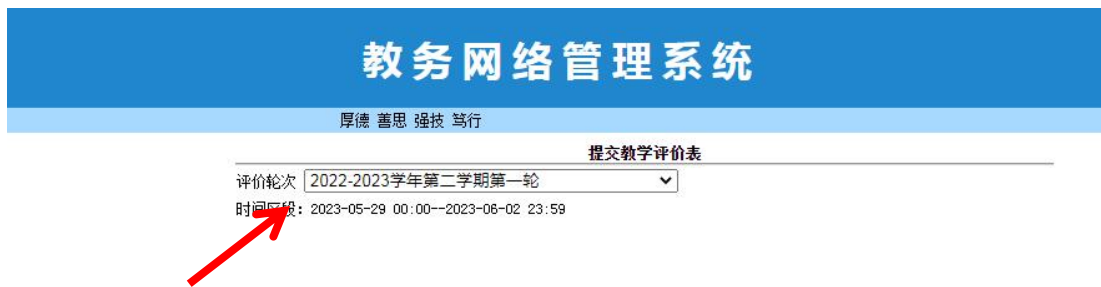 教务网络管理系统
厚德 善思 强技 笃行
提交教学评价表
评价轮次 2022-2023学年第二学期第一轮
时间区段：2023-05-29 00:00--2023-06-02 23:59